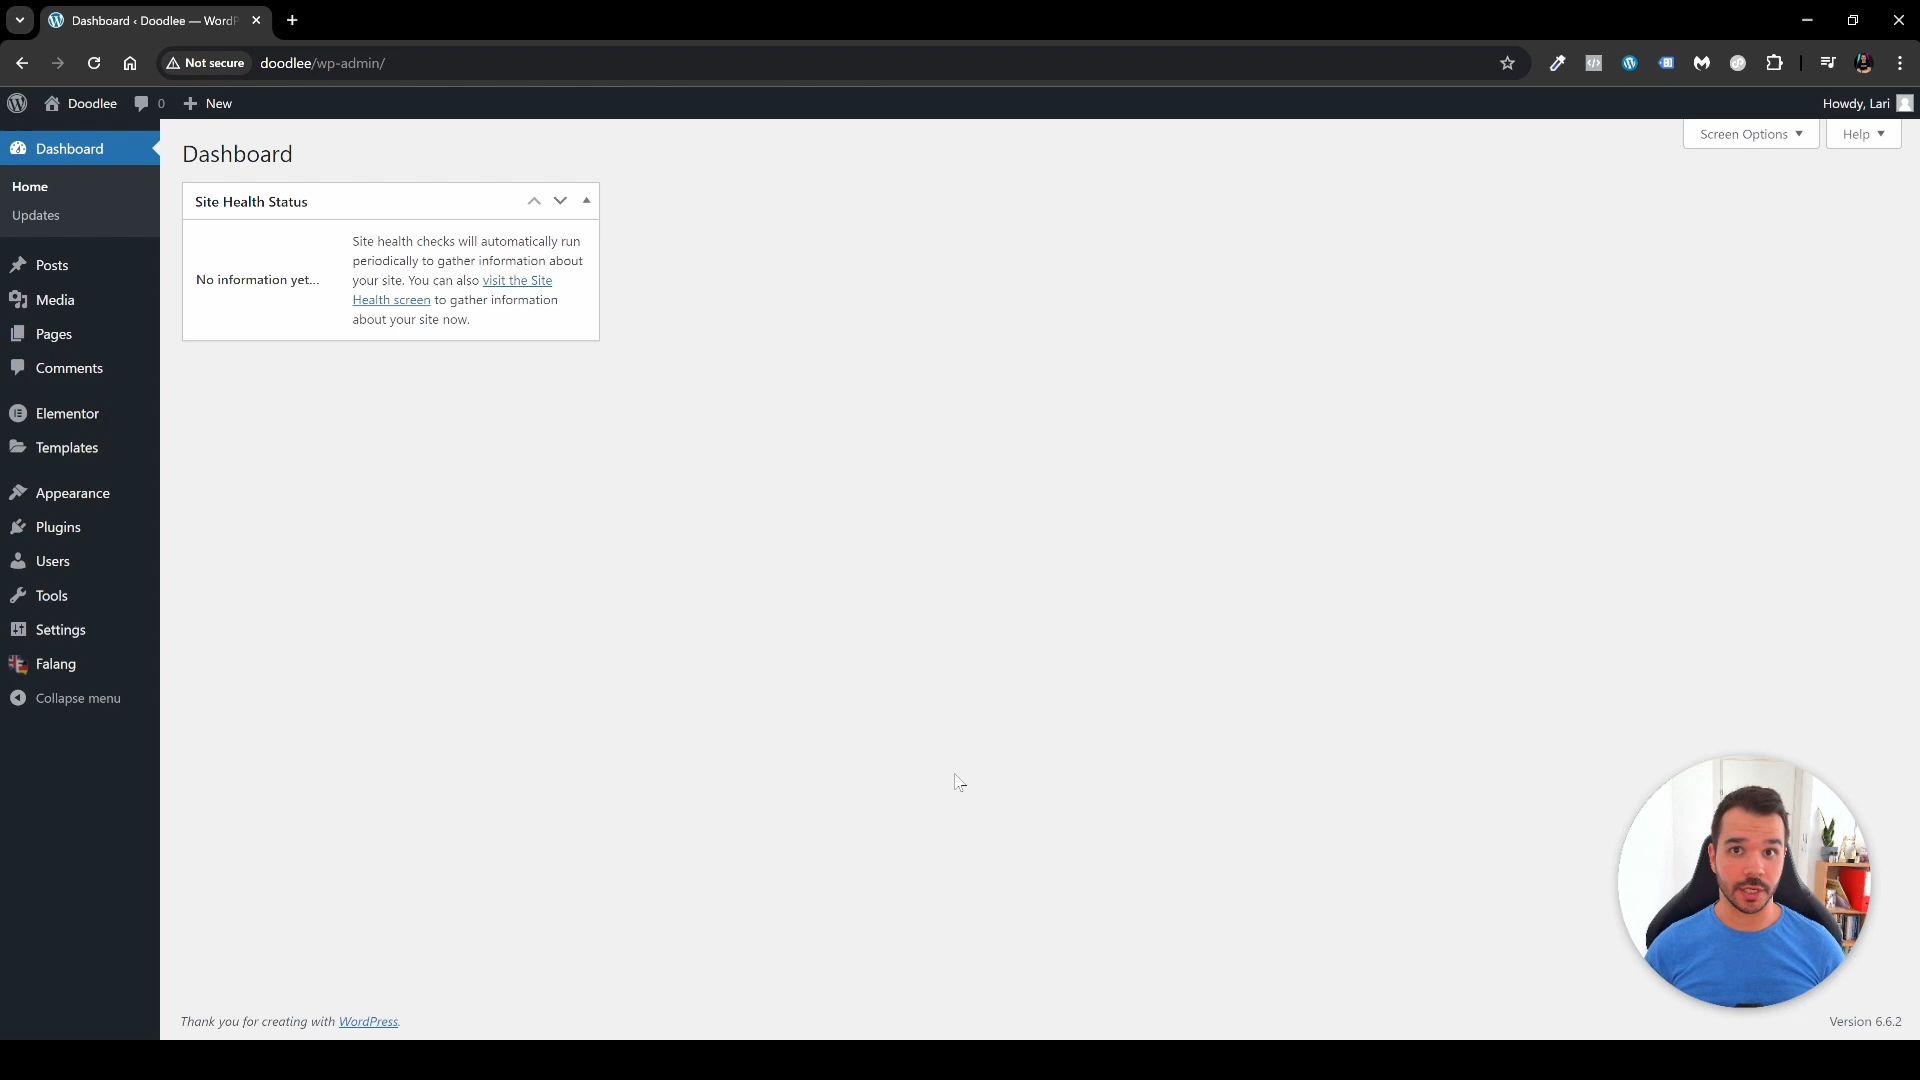 Dashboard ‹ Doodlee — WordP
Not secure
doodlee/wp-admin/
Doodlee
0
New
Howdy, Lari
Screen Options
Help
Dashboard
Home
Updates
Posts
Media
Pages
Comments
Elementor
Templates
Appearance
Plugins
Users
Tools
Settings
Falang
Collapse menu
Dashboard
Site Health Status
No information yet...
Site health checks will automatically run
periodically to gather information about
your site. You can also visit the Site
Health screen to gather information
about your site now.
Thank you for creating with WordPress.
Version 6.6.2